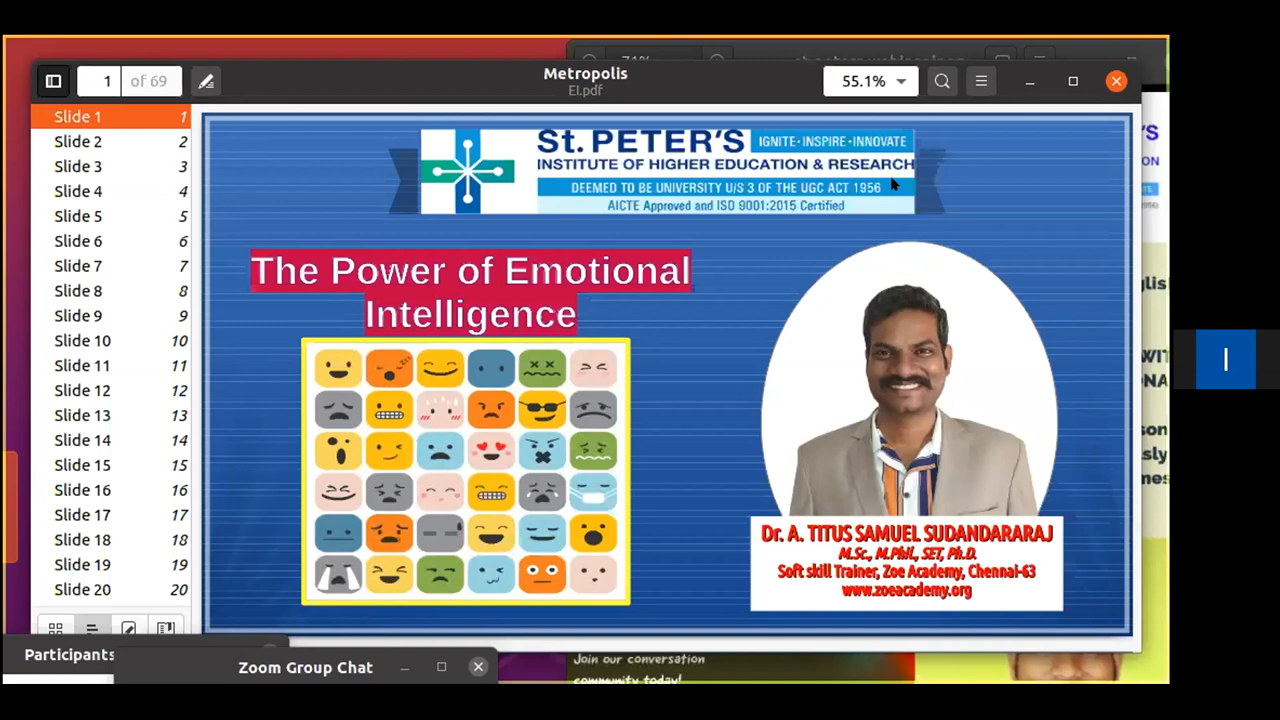 71%
Metropolis
EI.pdf
1 of 69
55.1%
Slide 1 1
Slide 2 2
Slide 3 3
Slide 4 4
Slide 5 5
Slide 6 6
Slide 7 7
Slide 8 8
Slide 9 9
Slide 10 10
Slide 11 11
Slide 12 12
Slide 13 13
Slide 14 14
Slide 15 15
Slide 16 16
Slide 17 17
Slide 18 18
Slide 19 19
Slide 20 20
St. PETER'S
IGNITE·INSPIRE·INNOVATE
INSTITUTE OF HIGHER EDUCATION & RESEARCH
DEEMED TO BE UNIVERSITY U/S 3 OF THE UGC ACT 1956
AICTE Approved and ISO 9001:2015 Certified
The Power of Emotional
Intelligence
Dr. A. TITUS SAMUEL SUDANDARARAJ
M.Sc., M.Phil., SET, Ph.D.
Soft skill Trainer, Zoe Academy, Chennai-63
www.zoeacademy.org
Participants
Zoom Group Chat
Join our conversation
community today!
I